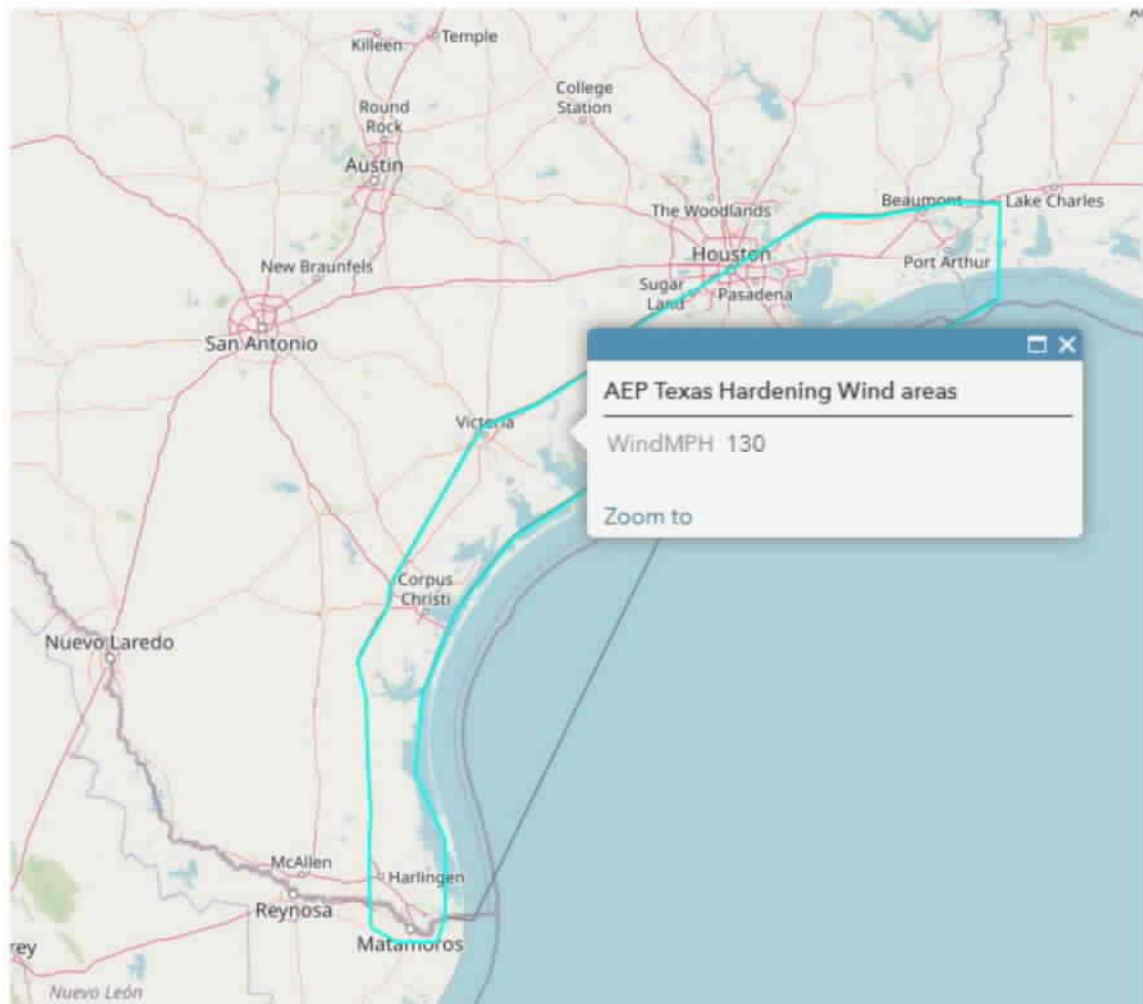 Killeen
Temple
College
Station
Round
Rock
Austin
The Woodlands
Beaumont
Lake Charles
Houston
Port Arthur
New Braunfels
Sugar
Land
Pasadena
San Antonio
AEP Texas Hardening Wind areas
WindMPH 130
Zoom to
Victoria
Corpus
Christi
Nuevo Laredo
McAllen
Harlingen
Reynosa
Matamoros
rey
Nuevo León